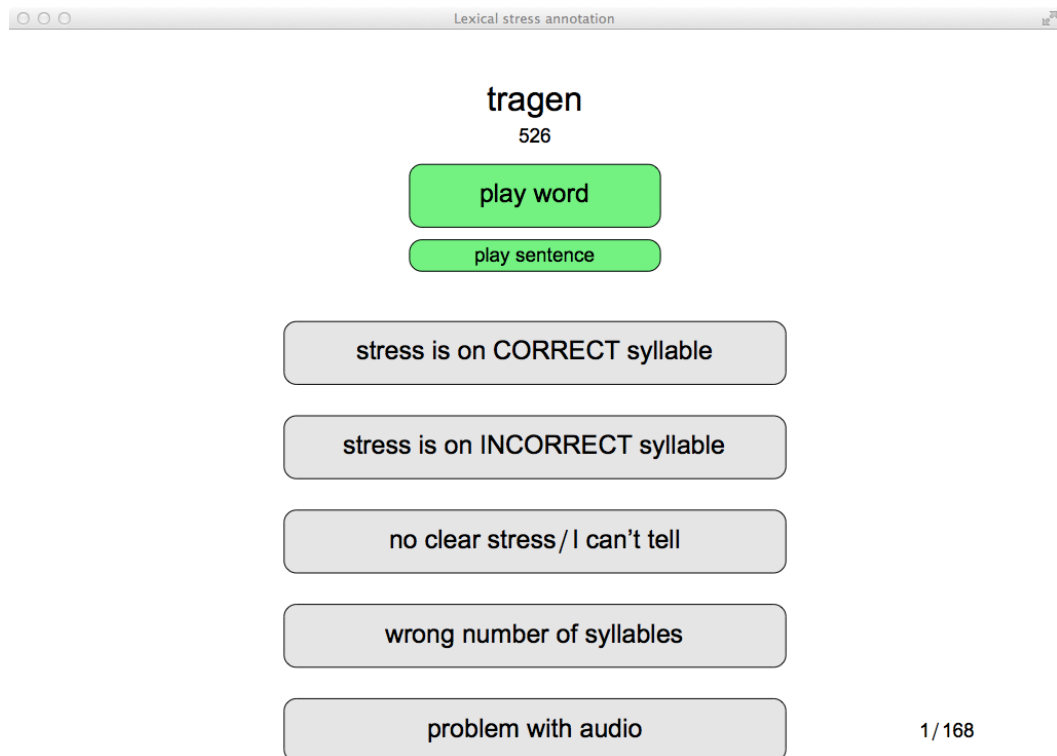 Lexical stress annotation
tragen
526
play word
play sentence
stress is on CORRECT syllable
stress is on INCORRECT syllable
no clear stress/I can't tell
wrong number of syllables
problem with audio
1/168